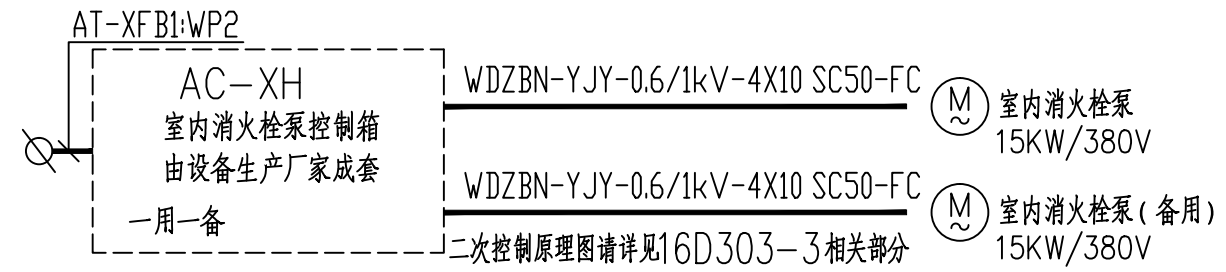 AT-XFB1:WP2
AC-XH
室内消火栓泵控制箱
由设备生产厂家成套
一用一备
WDZBN-YJY-0.6/1kV-4X10 SC50-FC
M
~
室内消火栓泵
15KW/380V
WDZBN-YJY-0.6/1kV-4X10 SC50-FC
M
~
室内消火栓泵(备用)
15KW/380V
二次控制原理图请详见16D303-3相关部分